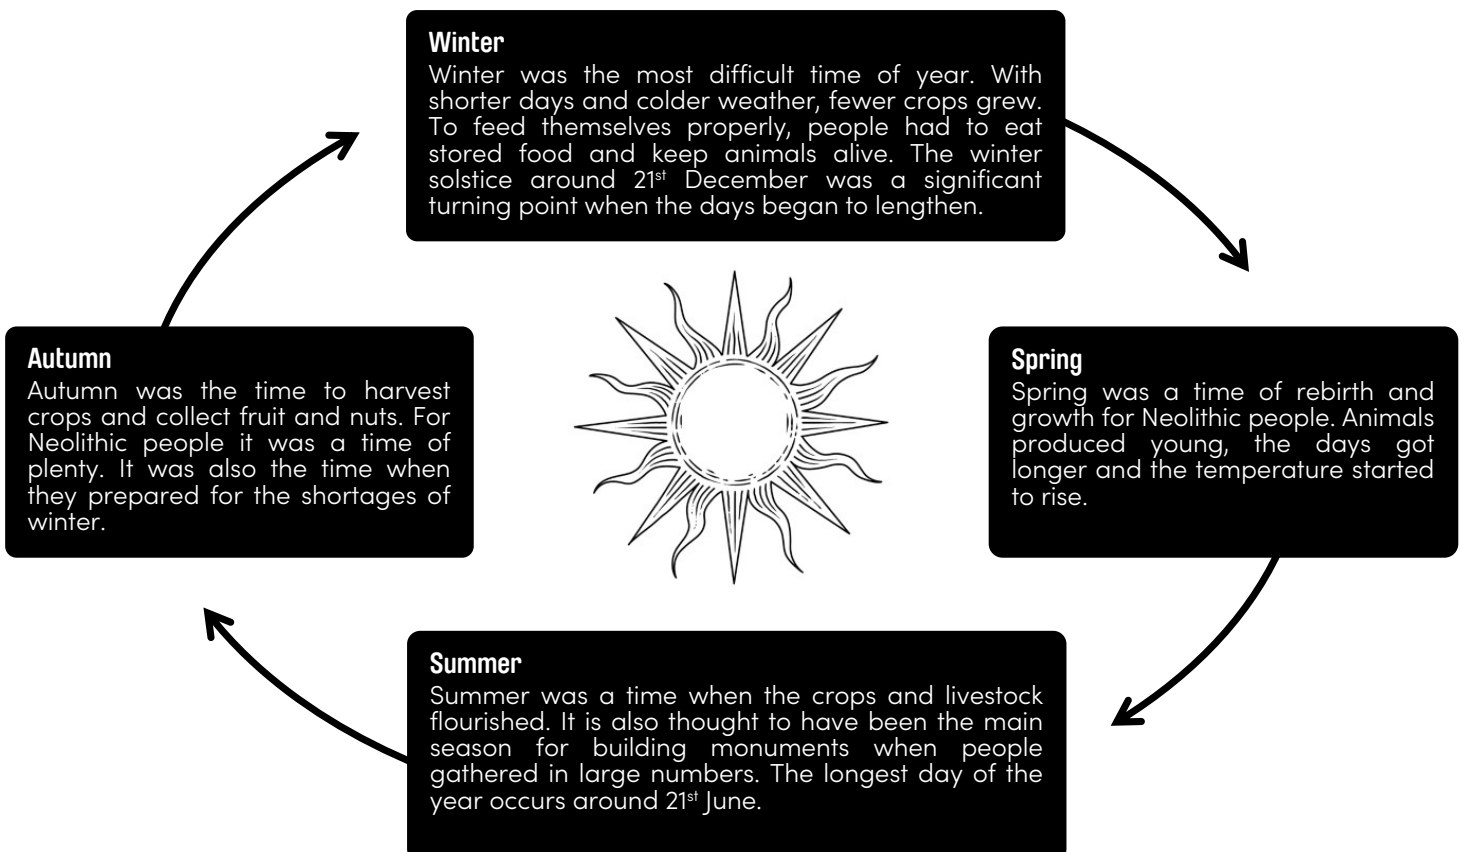 Winter
Winter was the most difficult time of year. With
shorter days and colder weather, fewer crops grew.
To feed themselves properly, people had to eat
stored food and keep animals alive. The winter
solstice around 21st December was a significant
turning point when the days began to lengthen.
Spring
Spring was a time of rebirth and
growth for Neolithic people. Animals
produced young, the days got
longer and the temperature started
to rise.
Summer
Summer was a time when the crops and livestock
flourished. It is also thought to have been the main
season for building monuments when people
gathered in large numbers. The longest day of the
year occurs around 21st June.
Autumn
Autumn was the time to harvest
crops and collect fruit and nuts. For
Neolithic people it was a time of
plenty. It was also the time when
they prepared for the shortages of
winter.